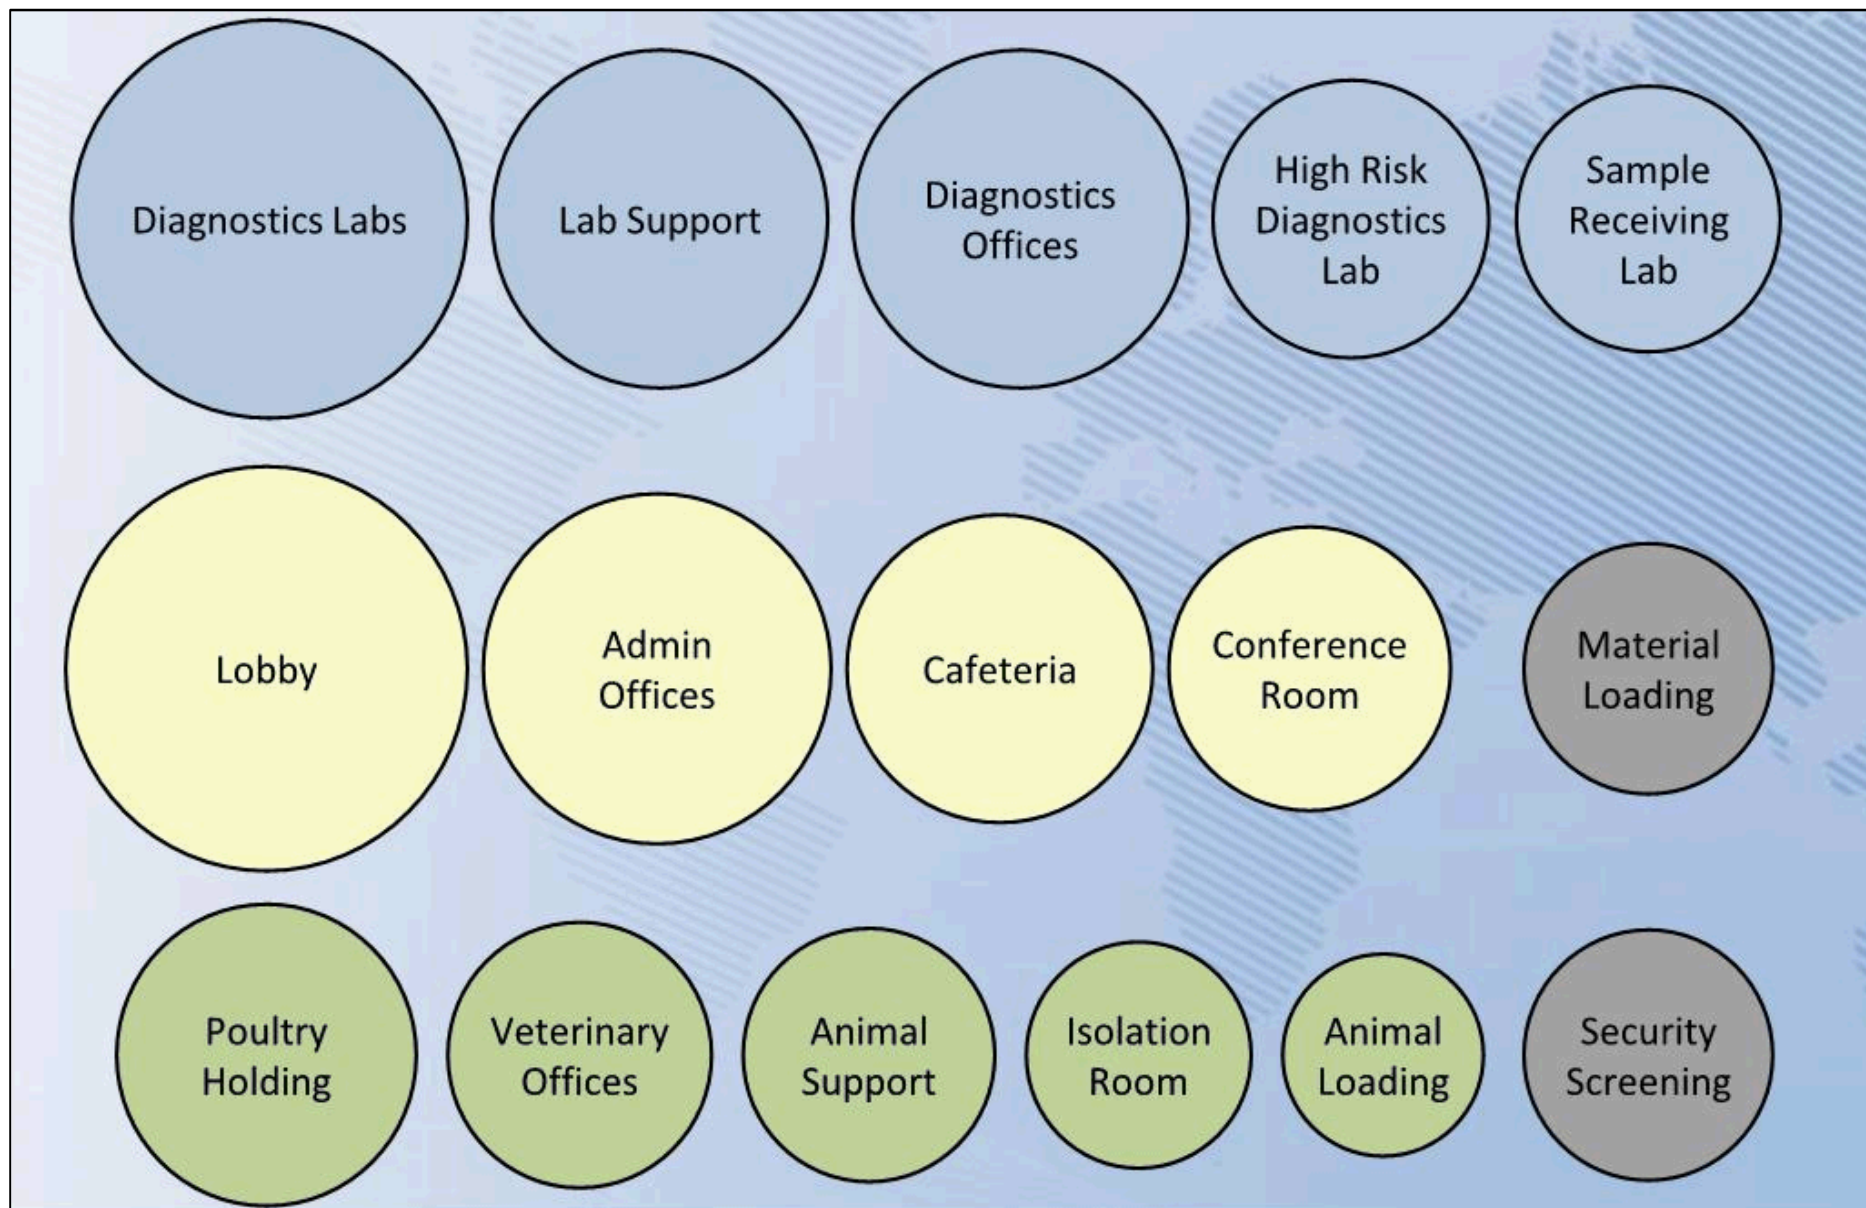 Diagnostics Labs
Lab Support
Diagnostics
Offices
High Risk
Diagnostics
Lab
Sample
Receiving
Lab
Lobby
Admin
Offices
Cafeteria
Conference
Room
Material
Loading
Poultry
Holding
Veterinary
Offices
Animal
Support
Isolation
Room
Animal
Loading
Security
Screening